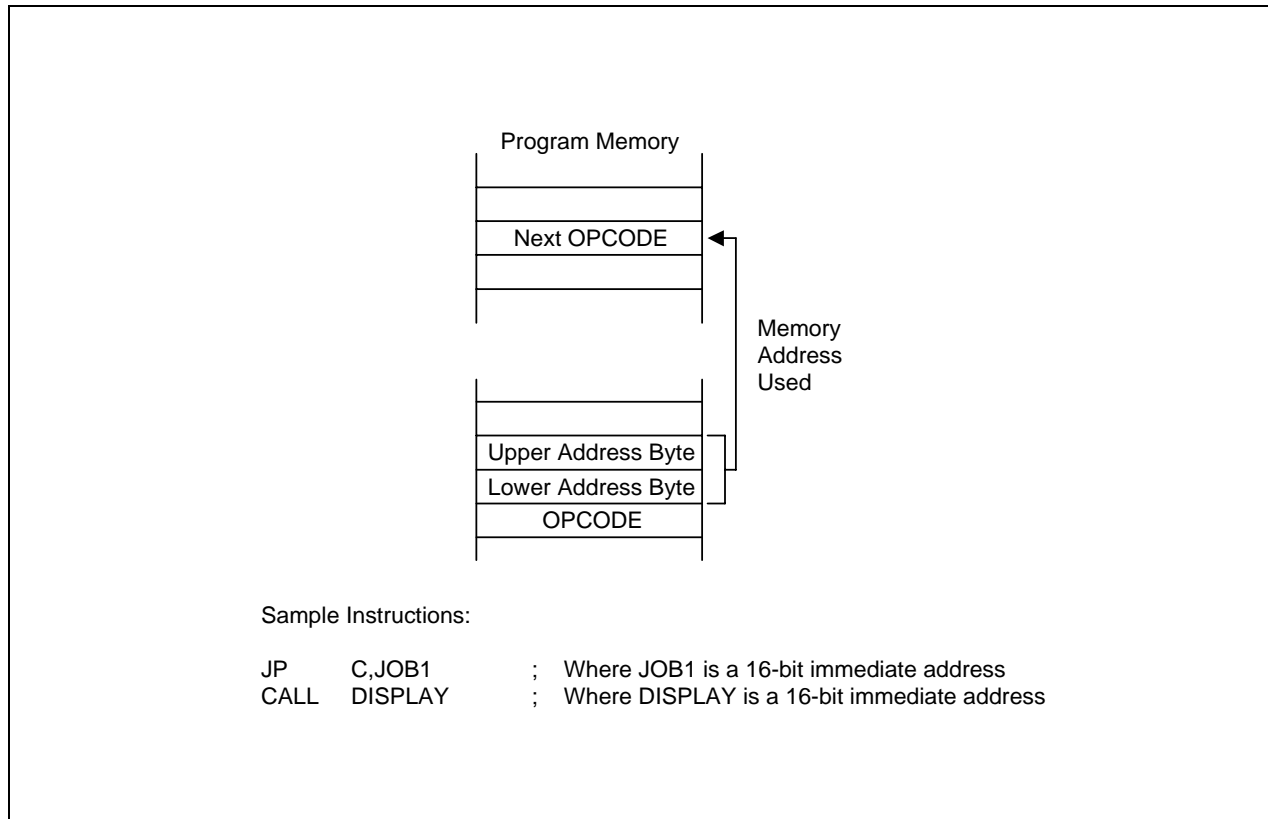 Program Memory
Next OPCODE
Memory
Address
Used
Upper Address Byte
Lower Address Byte
OPCODE
Sample Instructions:
JP C,JOB1 ; Where JOB1 is a 16-bit immediate address
CALL DISPLAY ; Where DISPLAY is a 16-bit immediate address